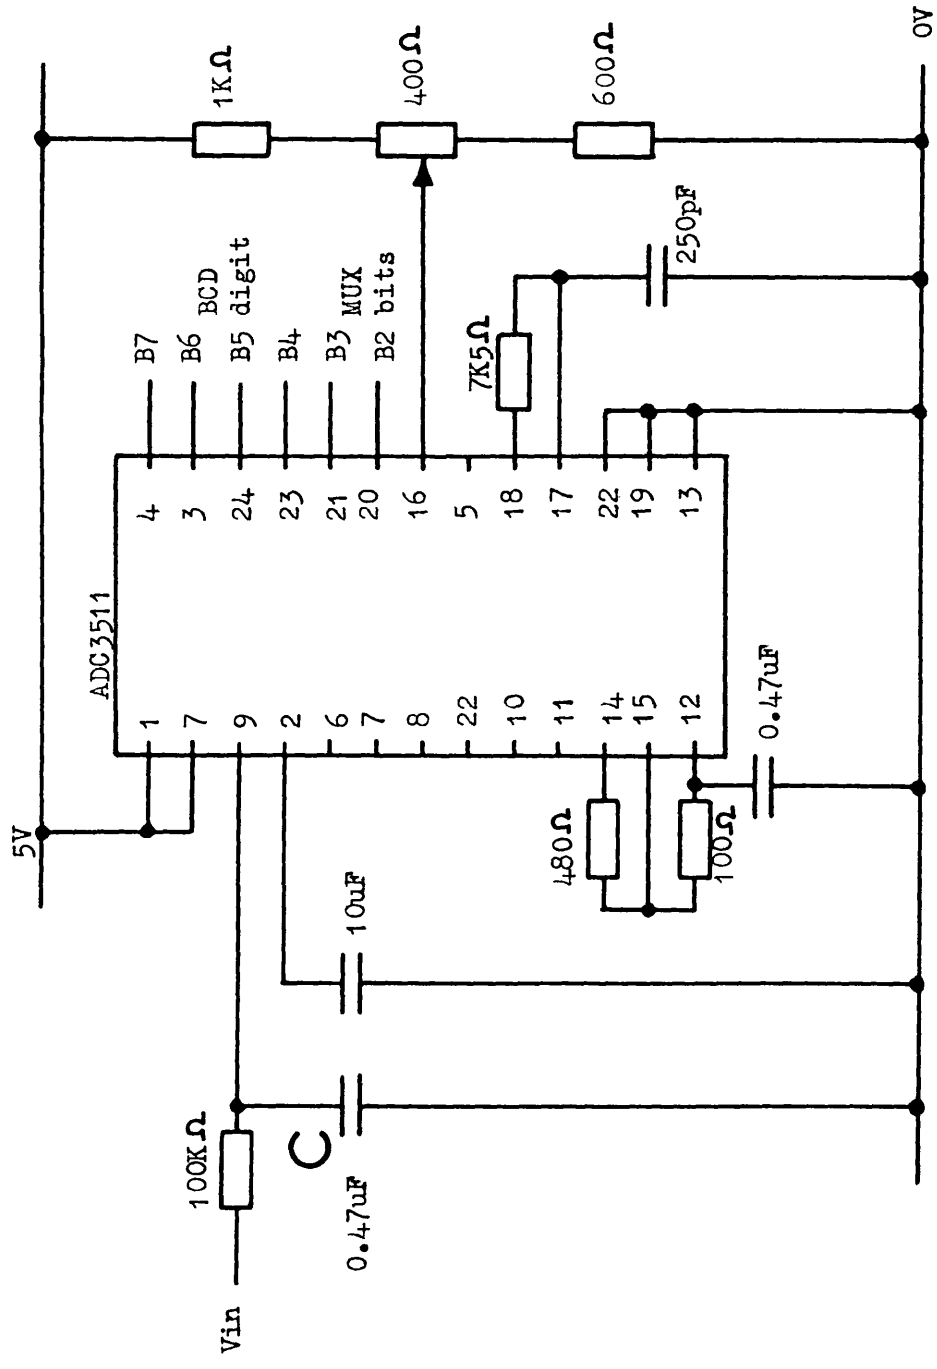 5V
1KΩ
400Ω
600Ω
0V
B7
B6
BCD
B5 digit
B4
B3 MUX
B2 bits
7K5Ω
250pF
ADC3511
4
3
24
23
21
20
16
5
18
17
22
19
13
1
7
9
2
6
7
8
22
10
11
14
15
12
480Ω
100Ω
0.47uF
10uF
100KΩ
C
0.47uF
Vin